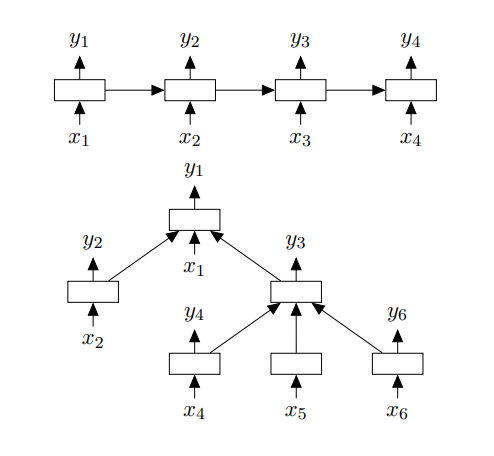 y₁ y₂ y₃ y₄
x₁ x₂ x₃ x₄
y₁
y₂ x₁ y₃
x₂ y₄ y₆
x₄ x₅ x₆